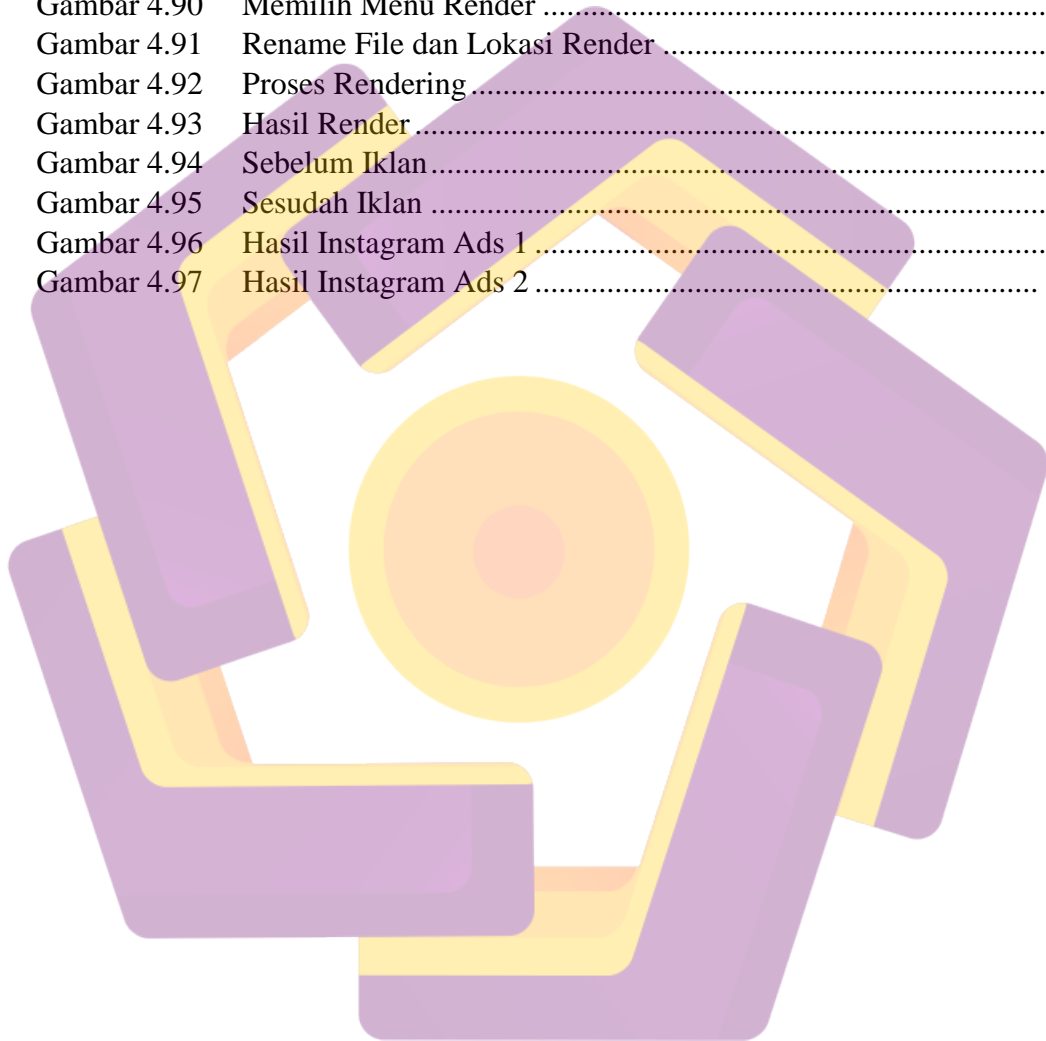 Gambar 4.90 Memilih Menu Render ................................................................
Gambar 4.91 Rename File dan Lokasi Render ................................................
Gambar 4.92 Proses Rendering .........................................................................
Gambar 4.93 Hasil Render ................................................................................
Gambar 4.94 Sebelum Iklan ..............................................................................
Gambar 4.95 Sesudah Iklan ..............................................................................
Gambar 4.96 Hasil Instagram Ads 1 .................................................................
Gambar 4.97 Hasil Instagram Ads 2 ................................................................